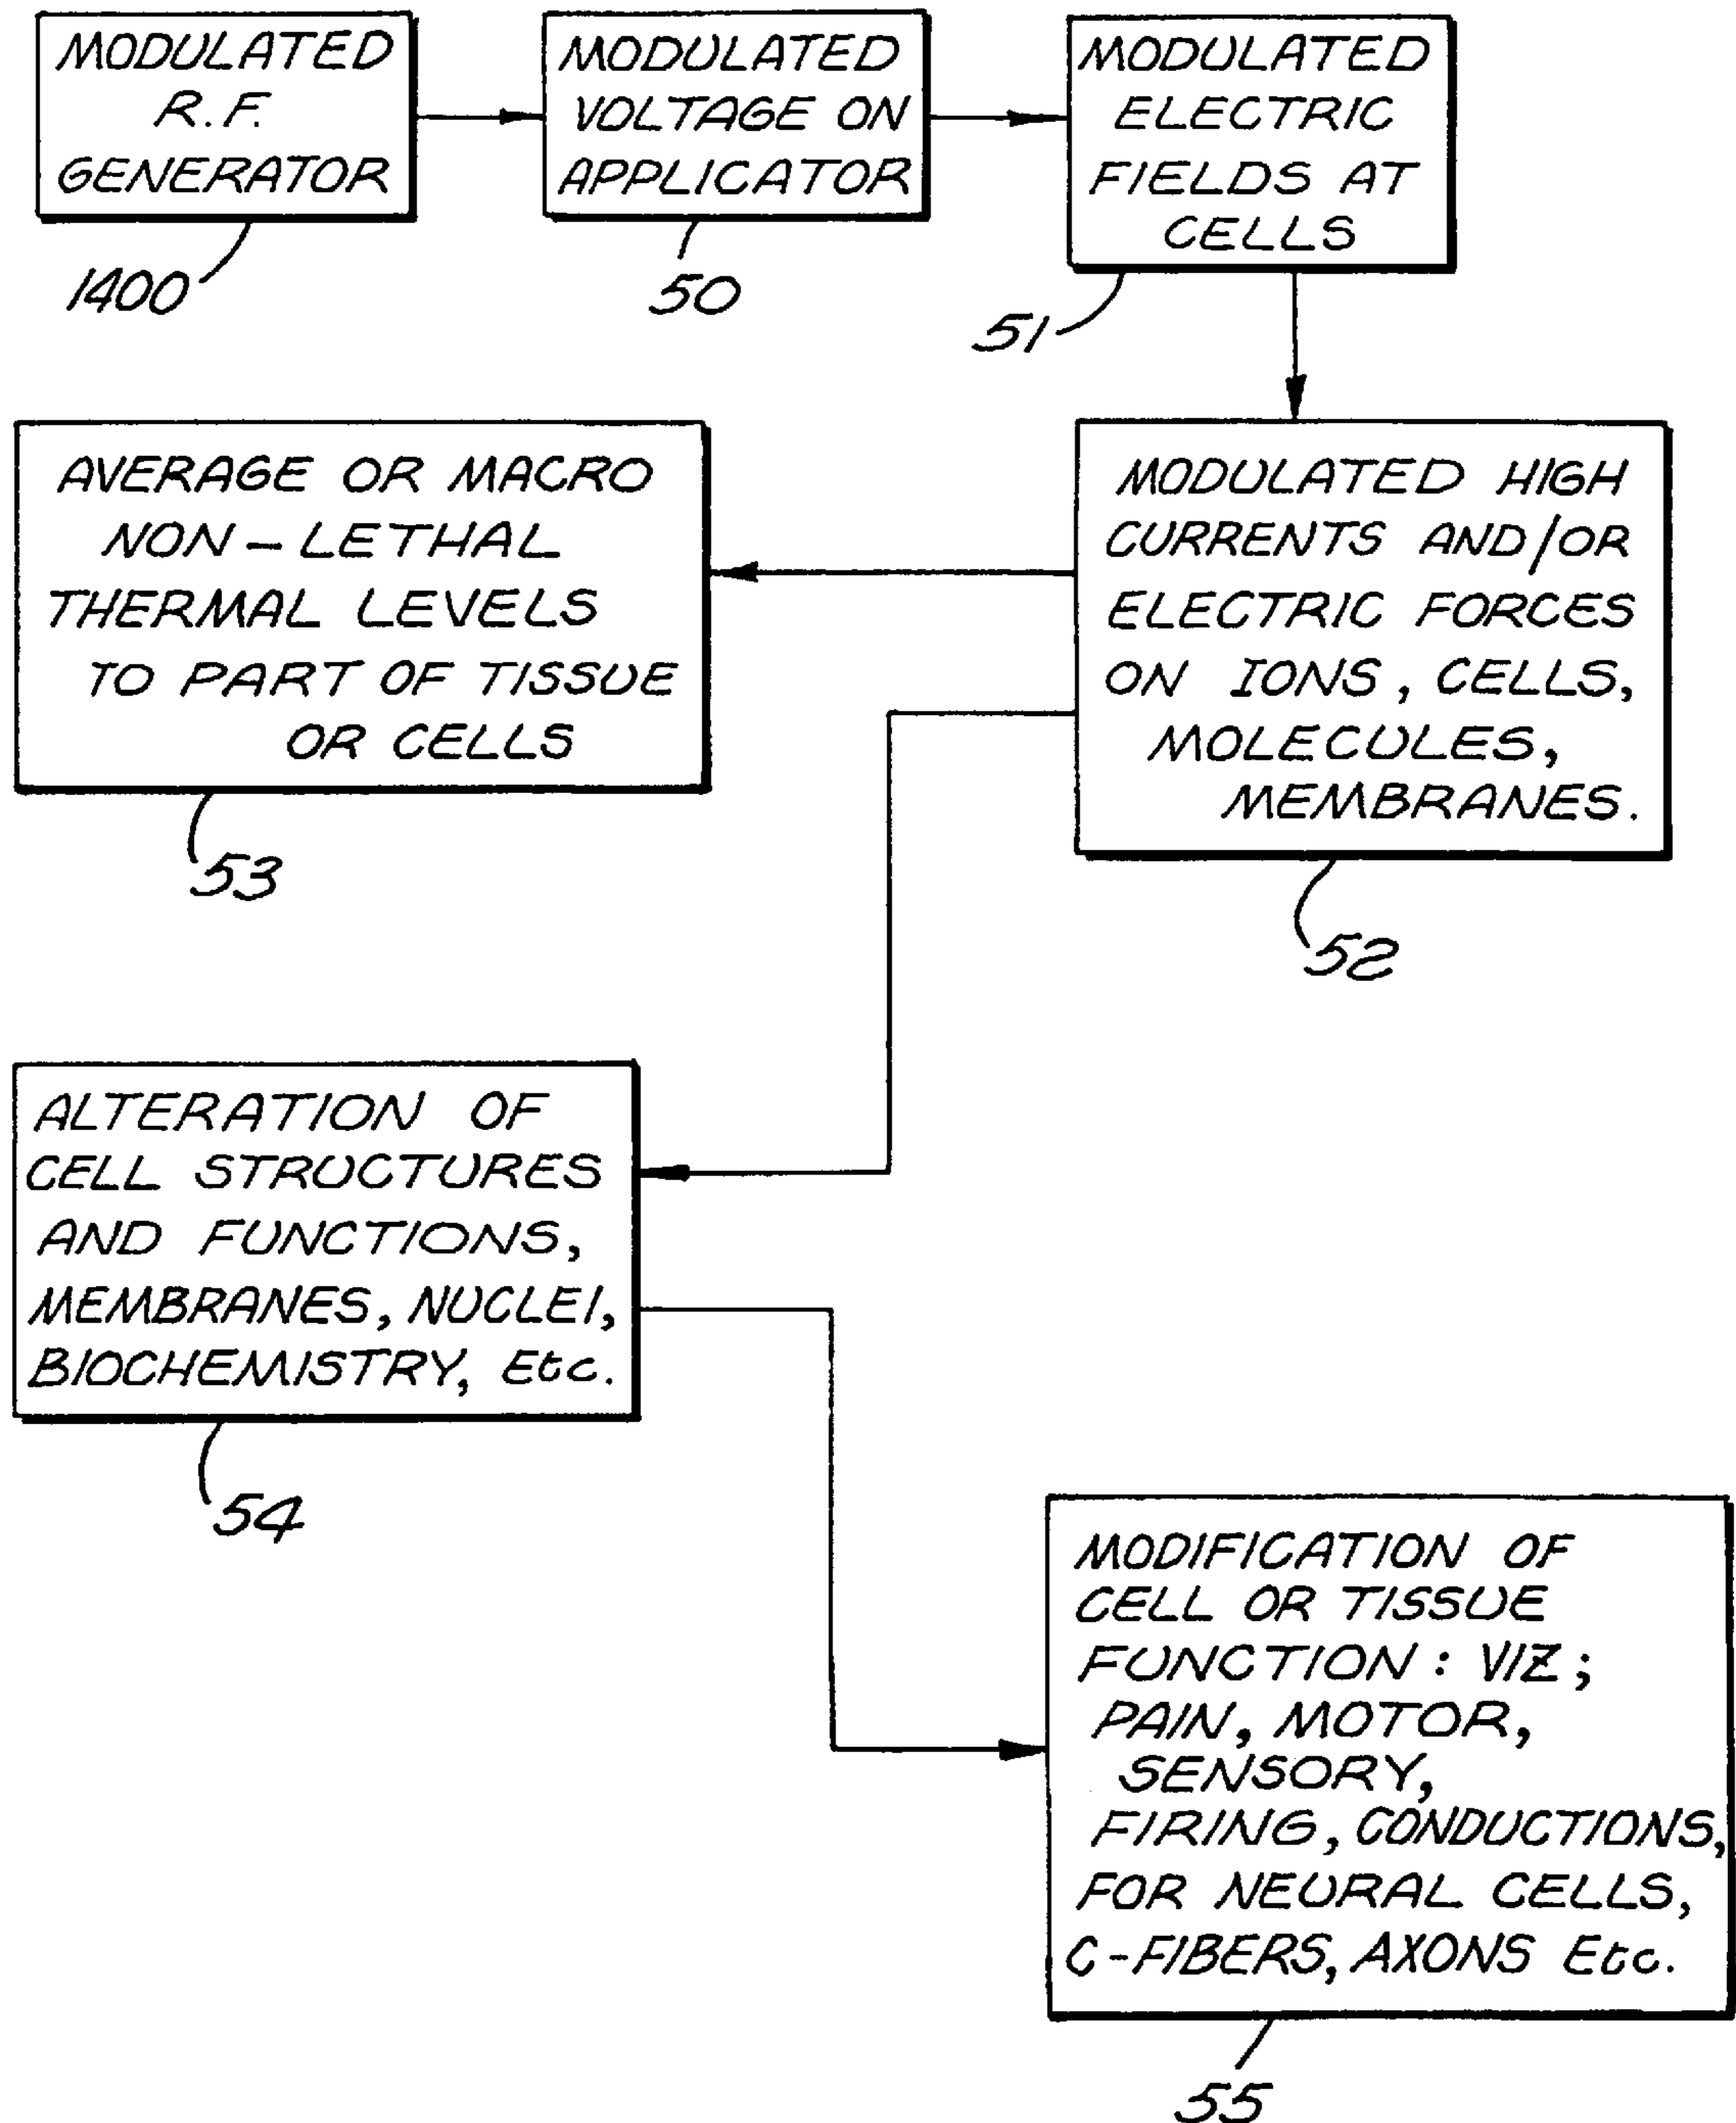 MODULATED
R.F.
GENERATOR
1400
MODULATED
VOLTAGE ON
APPLICATOR
50
MODULATED
ELECTRIC
FIELDS AT
CELLS
51
AVERAGE OR MACRO
NON-LETHAL
THERMAL LEVELS
TO PART OF TISSUE
OR CELLS
53
MODULATED HIGH
CURRENTS AND/OR
ELECTRIC FORCES
ON IONS, CELLS,
MOLECULES,
MEMBRANES.
52
ALTERATION OF
CELL STRUCTURES
AND FUNCTIONS,
MEMBRANES, NUCLEI,
BIOCHEMISTRY, Etc.
54
MODIFICATION OF
CELL OR TISSUE
FUNCTION: VIZ;
PAIN, MOTOR,
SENSORY,
FIRING, CONDUCTIONS,
FOR NEURAL CELLS,
C-FIBERS, AXONS Etc.
55